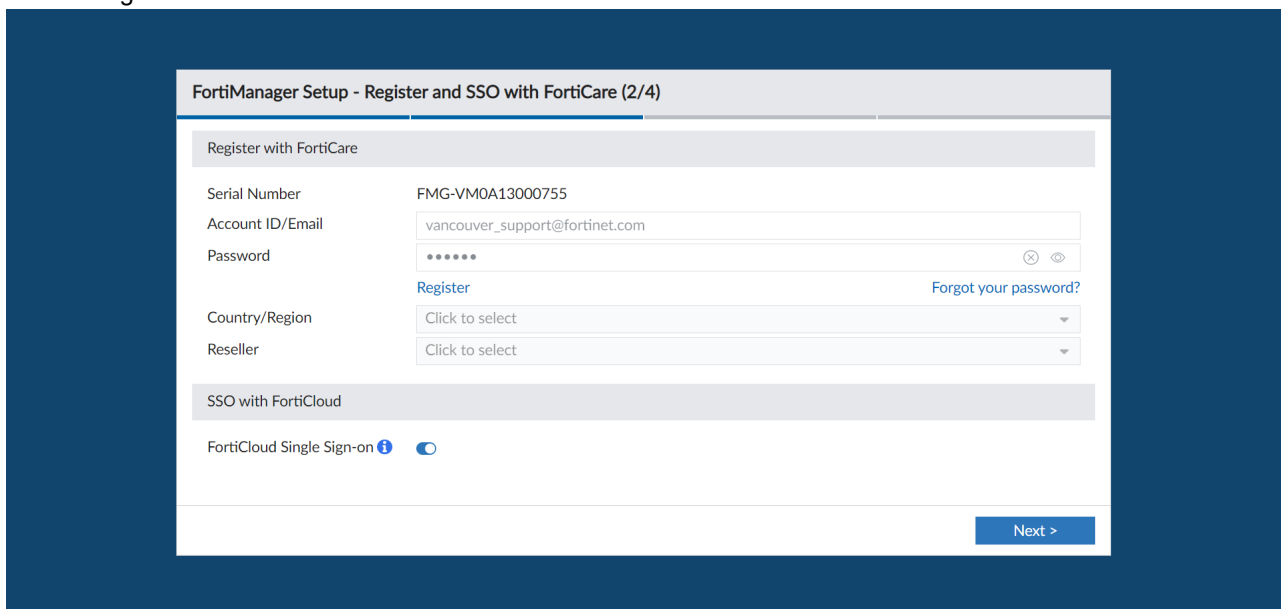 FortiManager Setup - Register and SSO with FortiCare (2/4)
Register with FortiCare
Serial Number FMG-VM0A13000755
Account ID/Email vancouver_support@fortinet.com
Password ••••••
Register Forgot your password?
Country/Region Click to select
Reseller Click to select
SSO with FortiCloud
FortiCloud Single Sign-on
Next >